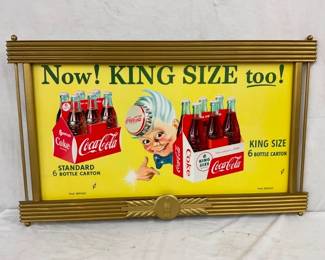 Now! KING SIZE too!
Coca-Cola
Coke
Coca-Cola
STANDARD
6 BOTTLE CARTON
Coke
KING SIZE
Coca-Cola
KING SIZE
6 BOTTLE CARTON